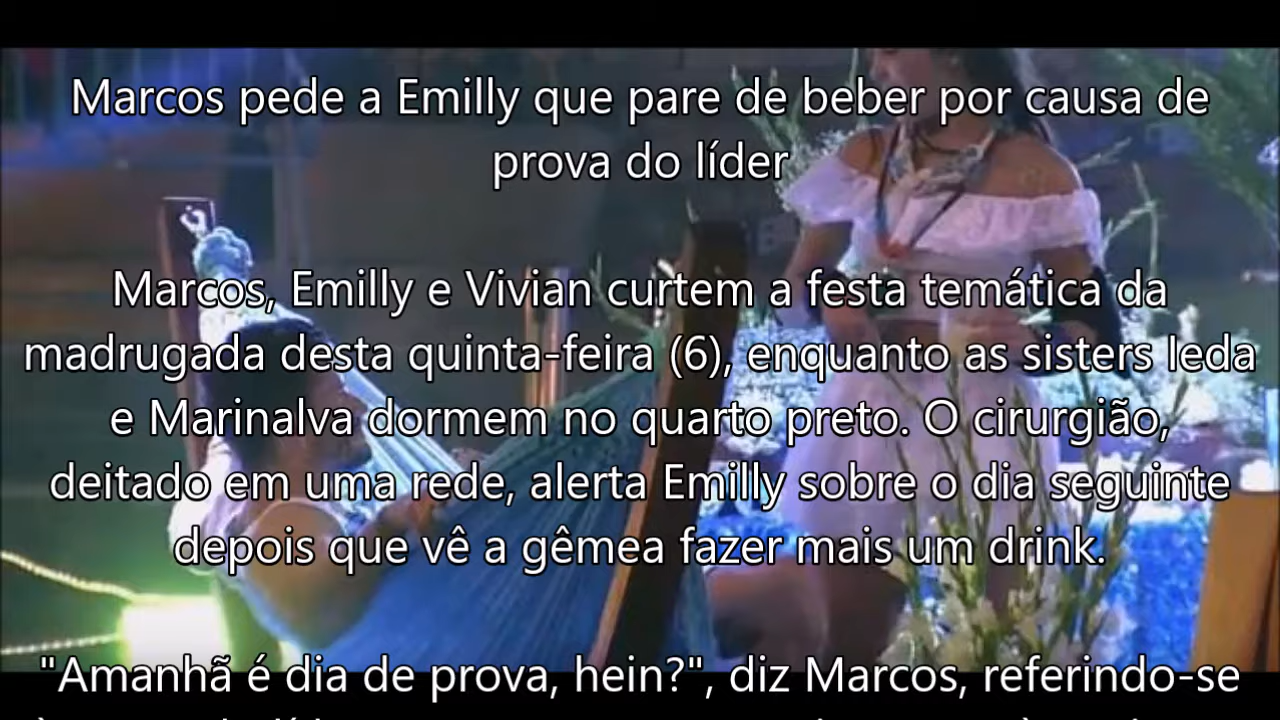 Marcos pede a Emilly que pare de beber por causa de
prova do líder
Marcos, Emilly e Vivian curtem a festa temática da
madrugada desta quinta-feira (6), enquanto as sisters Ieda
e Marinalva dormem no quarto preto. O cirurgião,
deitado em uma rede, alerta Emilly sobre o dia seguinte
depois que vê a gêmea fazer mais um drink.
"Amanhã é dia de prova, hein?", diz Marcos, referindo-se